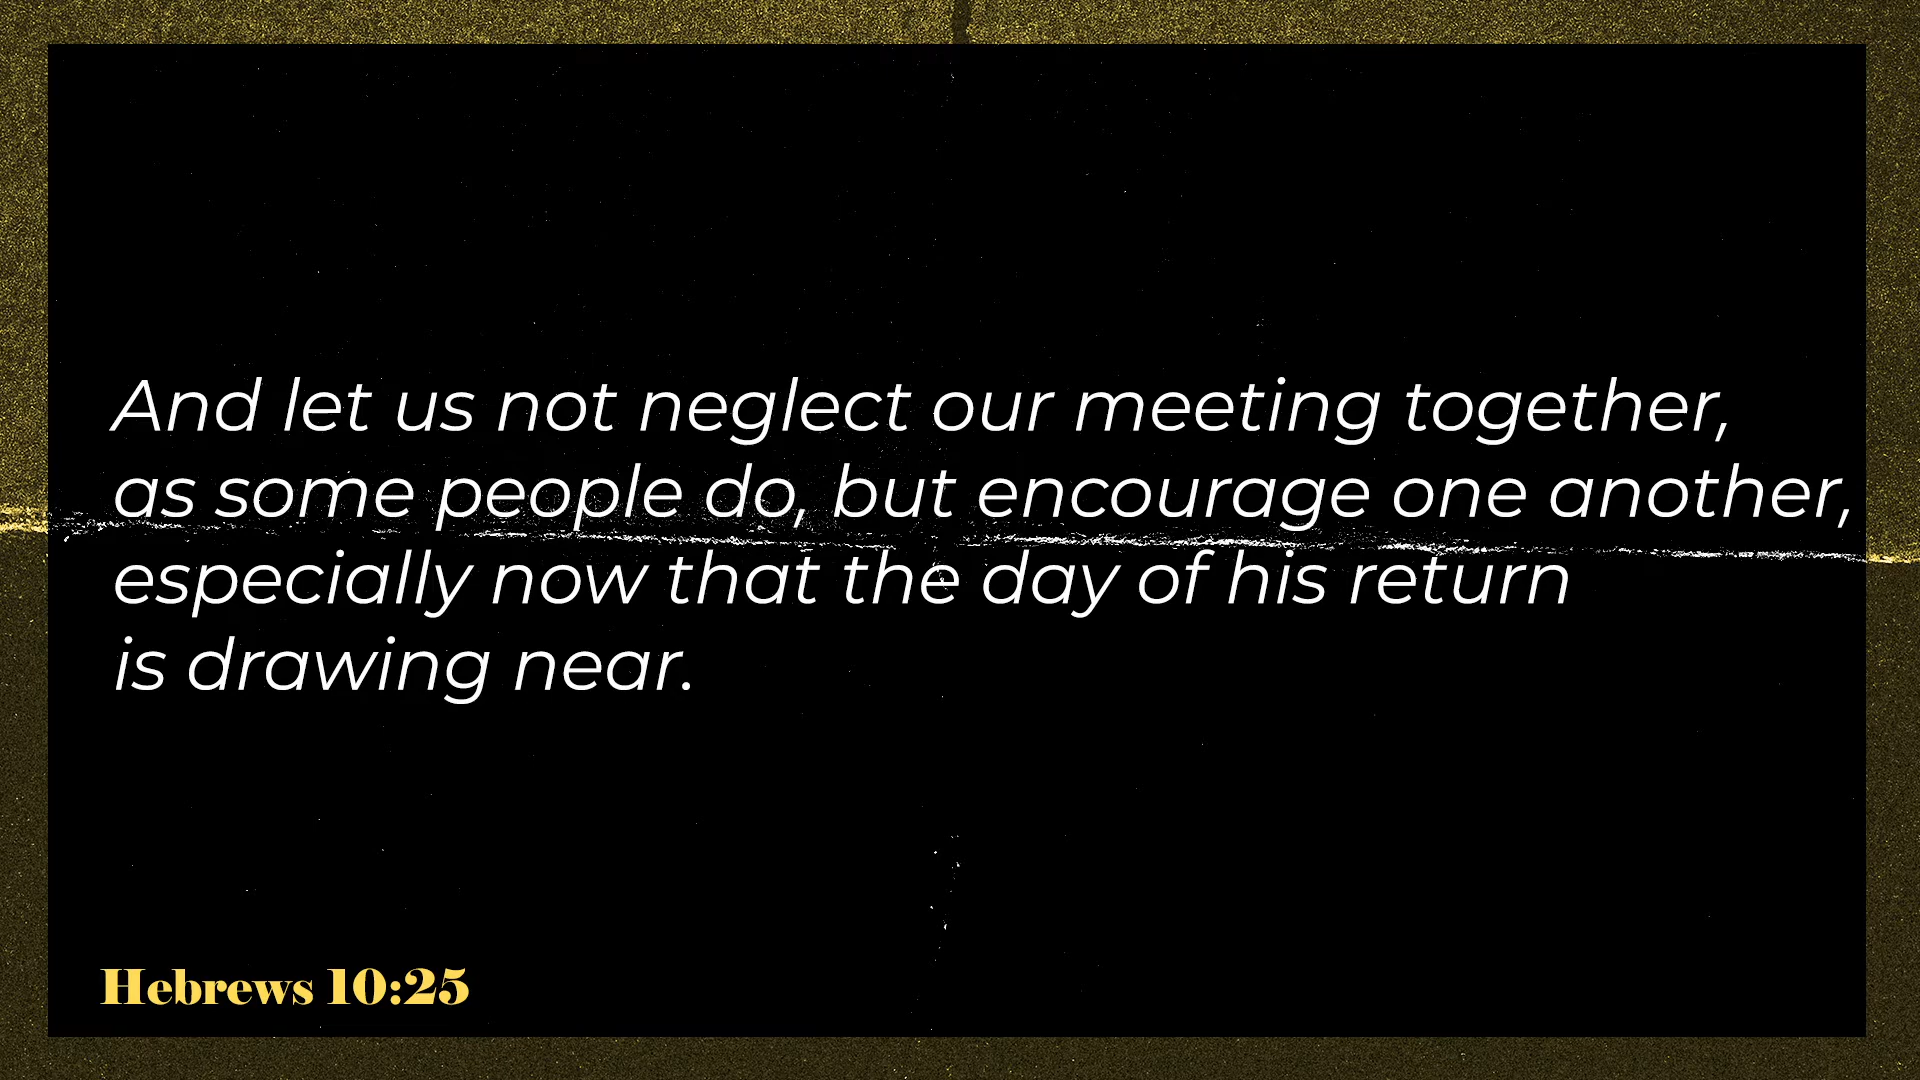 And let us not neglect our meeting together,
as some people do, but encourage one another,
especially now that the day of his return
is drawing near.
Hebrews 10:25